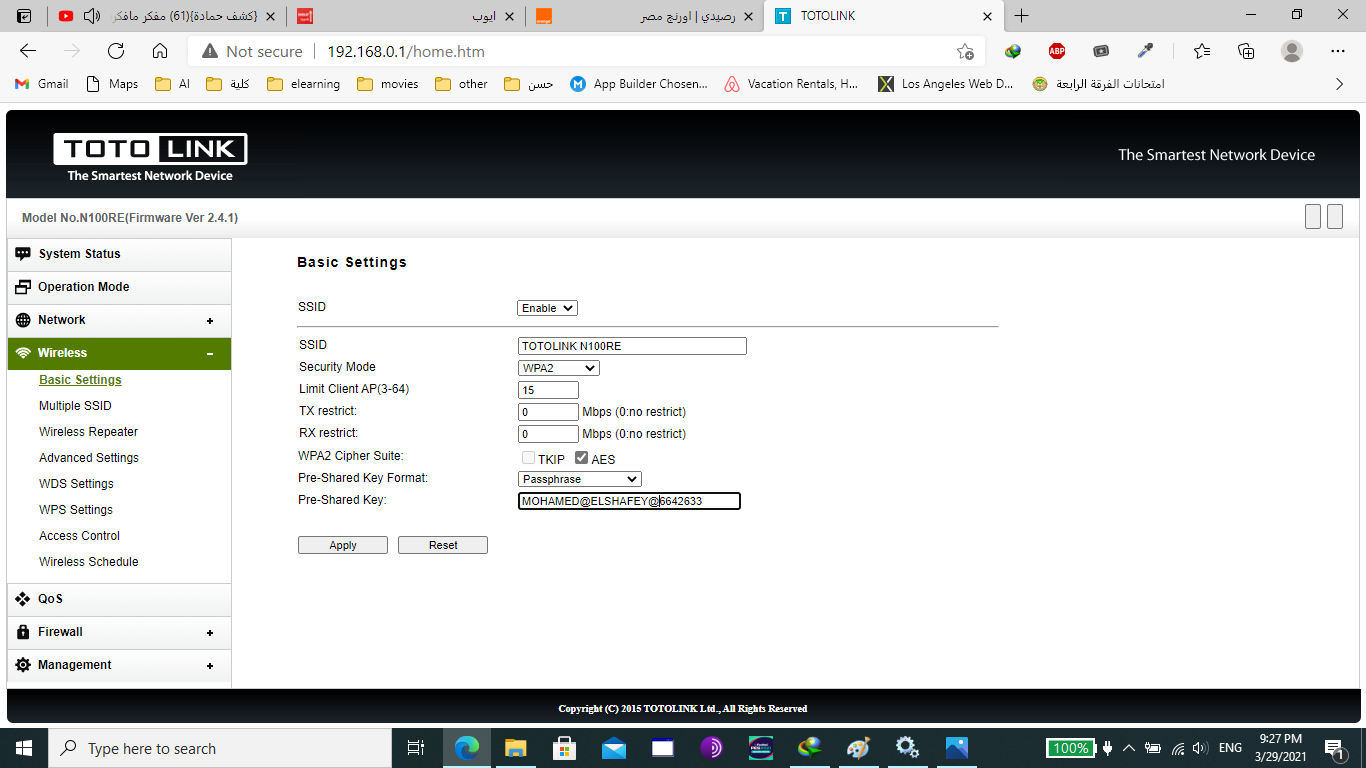 {كشف حمادة}(61) مفكر مافكر
ايوب
رصيدي | اورنج مصر
TOTOLINK
Not secure
192.168.0.1/home.htm
ABP
Gmail
Maps
AI
كلية
elearning
movies
other
حسن
App Builder Chosen...
Vacation Rentals, H...
Los Angeles Web D...
امتحانات الفرقة الرابعة
TOTO LINK
The Smartest Network Device
The Smartest Network Device
Model No.N100RE(Firmware Ver 2.4.1)
System Status
Operation Mode
Network +
Wireless -
Basic Settings
Multiple SSID
Wireless Repeater
Advanced Settings
WDS Settings
WPS Settings
Access Control
Wireless Schedule
QoS
Firewall +
Management +
Basic Settings
SSID Enable
SSID TOTOLINK N100RE
Security Mode WPA2
Limit Client AP(3-64) 15
TX restrict: 0 Mbps (0:no restrict)
RX restrict: 0 Mbps (0:no restrict)
WPA2 Cipher Suite: TKIP AES
Pre-Shared Key Format: Passphrase
Pre-Shared Key: MOHAMED@ELSHAFEY@6642633
Apply Reset
Copyright (C) 2015 TOTOLINK Ltd., All Rights Reserved
Type here to search
100%
ENG
9:27 PM
3/29/2021
1